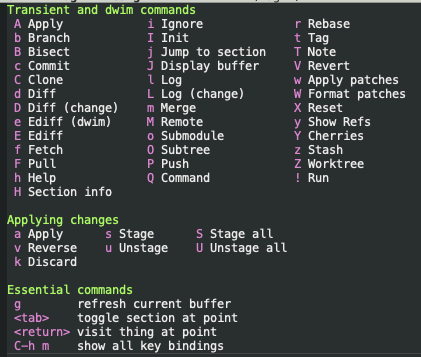 Transient and dwim commands
A Apply i Ignore r Rebase
b Branch I Init t Tag
B Bisect j Jump to section T Note
c Commit J Display buffer V Revert
C Clone l Log w Apply patches
d Diff L Log (change) W Format patches
D Diff (change) m Merge X Reset
e Ediff (dwim) M Remote y Show Refs
E Ediff o Submodule Y Cherries
f Fetch O Subtree z Stash
F Pull P Push Z Worktree
h Help Q Command ! Run
H Section info
Applying changes
a Apply s Stage S Stage all
v Reverse u Unstage U Unstage all
k Discard
Essential commands
g refresh current buffer
<tab> toggle section at point
<return> visit thing at point
C-h m show all key bindings